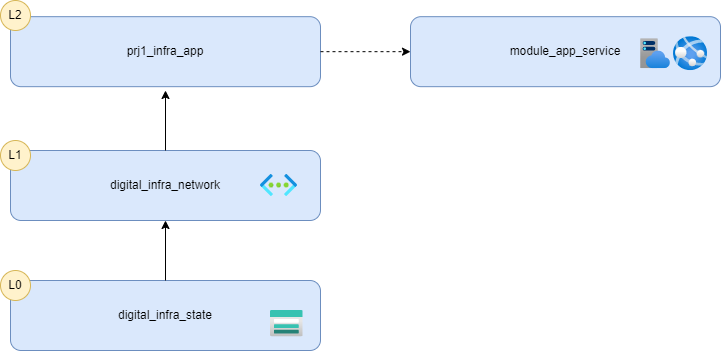 L2
prj1_infra_app
module_app_service
L1
digital_infra_network
L0
digital_infra_state